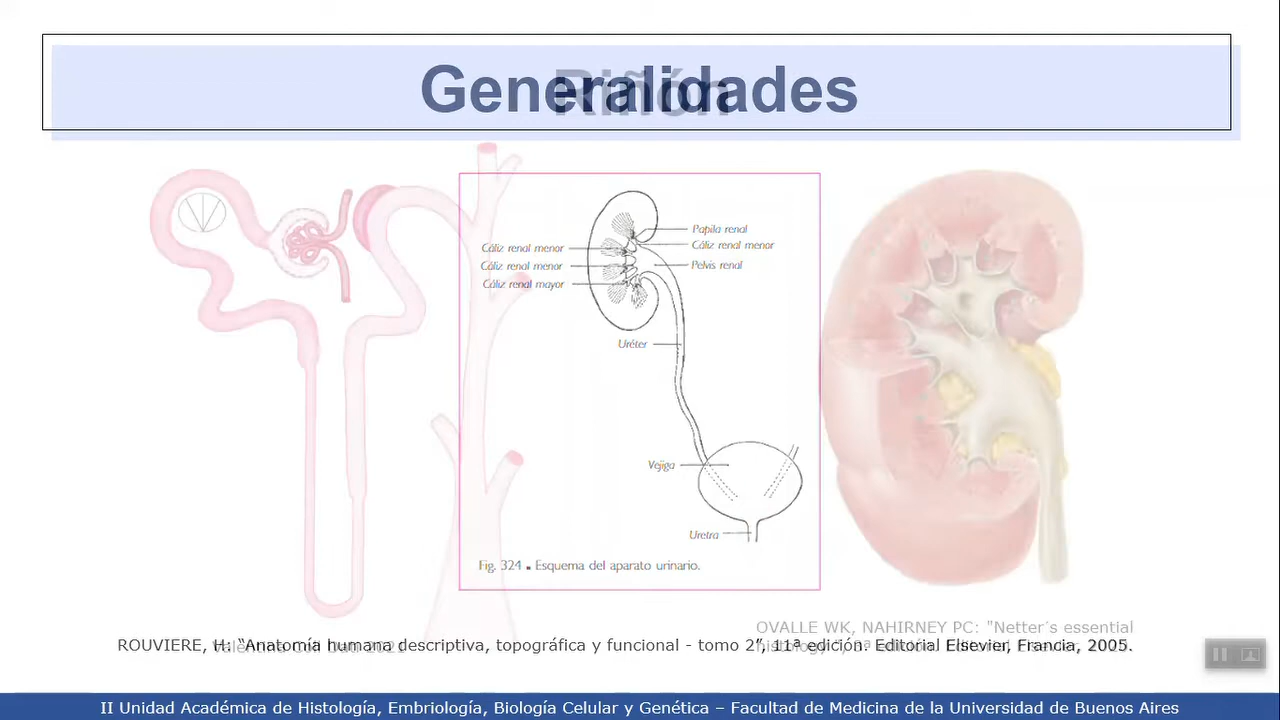 Generalidades
Riñón
Papila renal
Cáliz renal menor
Cáliz renal menor
Cáliz renal menor
Pelvis renal
Cáliz renal mayor
Uréter
Vejiga
Uretra
Fig. 324 ▪ Esquema del aparato urinario.
OVALLE WK, NAHIRNEY PC: "Netter´s essential
ROUVIERE, H: “Anatomía humana descriptiva, topográfica y funcional - tomo 2”, 11ª edición. Editorial Elsevier, Francia, 2005.
II Unidad Académica de Histología, Embriología, Biología Celular y Genética – Facultad de Medicina de la Universidad de Buenos Aires